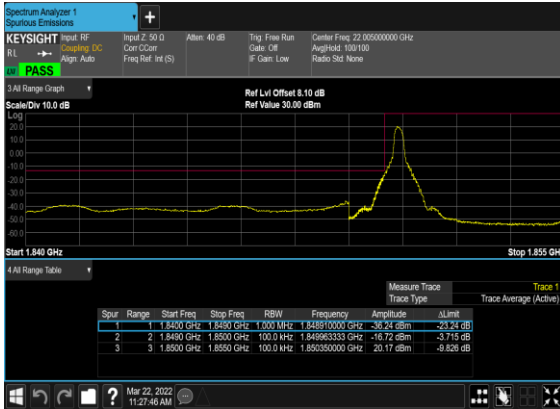 Spectrum Analyzer 1
Spurious Emissions
+
KEYSIGHT
RL
Input: RF
Coupling: DC
Align: Auto
Input Z: 50 Ω
Corr CCorr
Freq Ref: Int (S)
Atten: 40 dB
Trig: Free Run
Gate: Off
IF Gain: Low
Center Freq: 22.005000000 GHz
Avg|Hold: 100/100
Radio Std: None
PASS
3 All Range Graph
Scale/Div 10.0 dB
Ref Lvl Offset 8.10 dB
Ref Value 30.00 dBm
Log
20.0
10.0
0.00
-10.0
-20.0
-30.0
-40.0
-50.0
-60.0
Start 1.840 GHz
Stop 1.855 GH
4 All Range Table
Measure Trace Trace 1
Trace Type Trace Average (Active)
Spur Range Start Freq Stop Freq RBW Frequency Amplitude ΔLimit
1 1 1.8400 GHz 1.8490 GHz 1.000 MHz 1.848910000 GHz -36.24 dBm -23.24 dB
2 2 1.8490 GHz 1.8500 GHz 100.0 kHz 1.849963333 GHz -16.72 dBm -3.715 dB
3 3 1.8500 GHz 1.8550 GHz 100.0 kHz 1.850350000 GHz 20.17 dBm -9.826 dB
?
Mar 22, 2022
11:27:46 AM